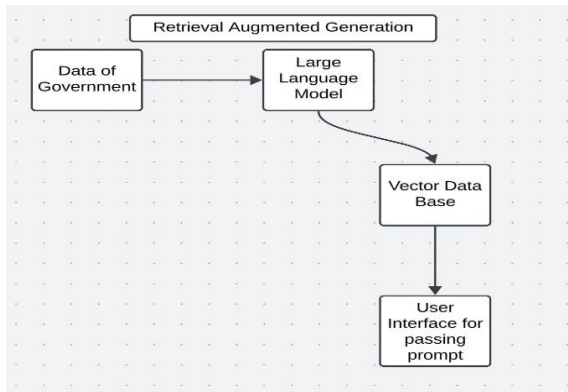 Retrieval Augmented Generation
Data of
Government
Large
Language
Model
Vector Data
Base
User
Interface for
passing
prompt